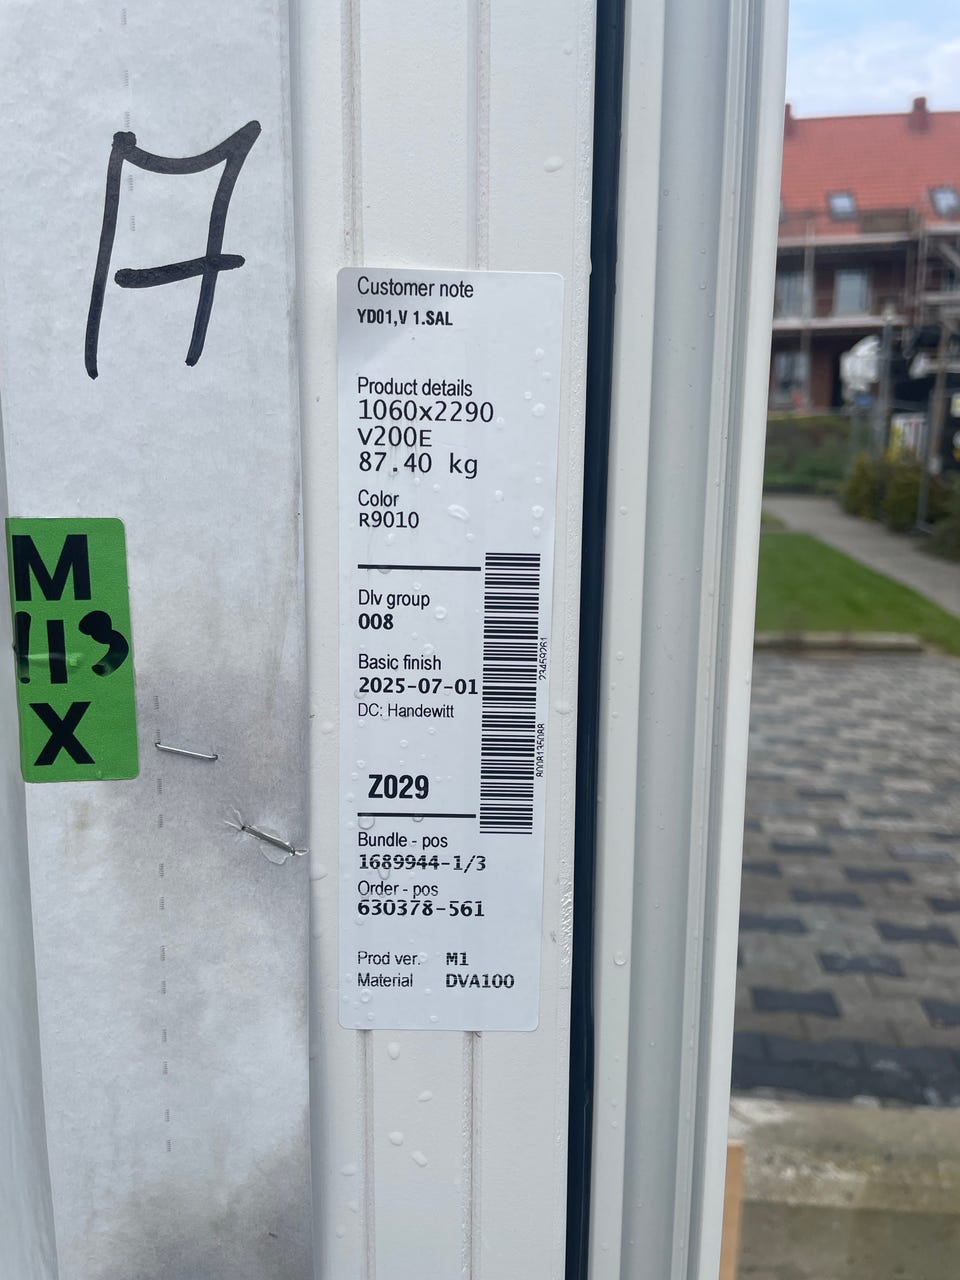 A
M
I
X
113
Customer note
YD01,V 1.SAL
Product details
1060x2290
V200E
87.40 kg
Color
R9010
Dlv group
008
Basic finish
2025-07-01
DC: Handewitt
Z029
Bundle - pos
1689944-1/3
Order - pos
630378-561
Prod ver. M1
Material DVA100
23459261